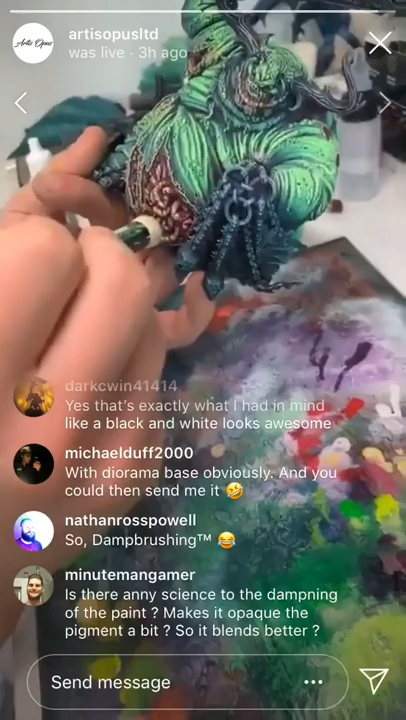 Artis Opus
artisopusltd
was live · 3h ago
darkcwin41414
Yes that's exactly what I had in mind
like a black and white looks awesome
michaelduff2000
With diorama base obviously. And you
could then send me it 🤣
nathanrosspowell
So, Dampbrushing™ 😂
minutemangamer
Is there anny science to the dampning
of the paint ? Makes it opaque the
pigment a bit ? So it blends better ?
Send message